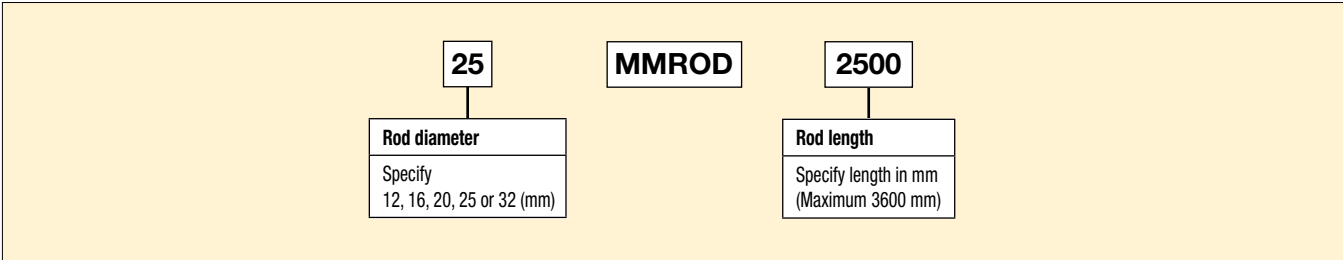 25 MMROD 2500
Rod diameter
Specify
12, 16, 20, 25 or 32 (mm)
Rod length
Specify length in mm
(Maximum 3600 mm)